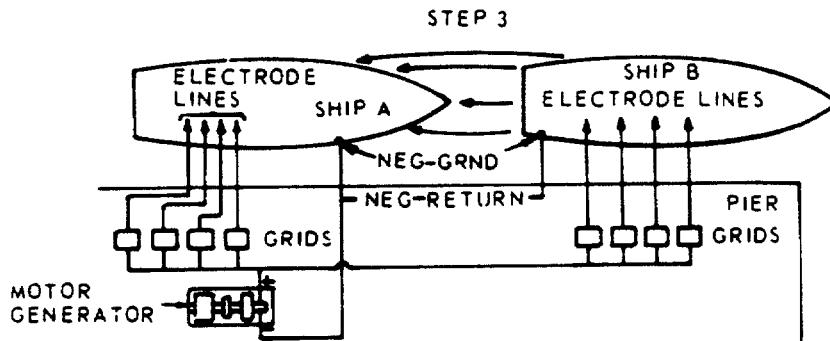 STEP 3
ELECTRODE
LINES
SHIP A
SHIP B
ELECTRODE LINES
NEG-GRND
NEG-RETURN
PIER
GRIDS
GRIDS
+
MOTOR
GENERATOR
-